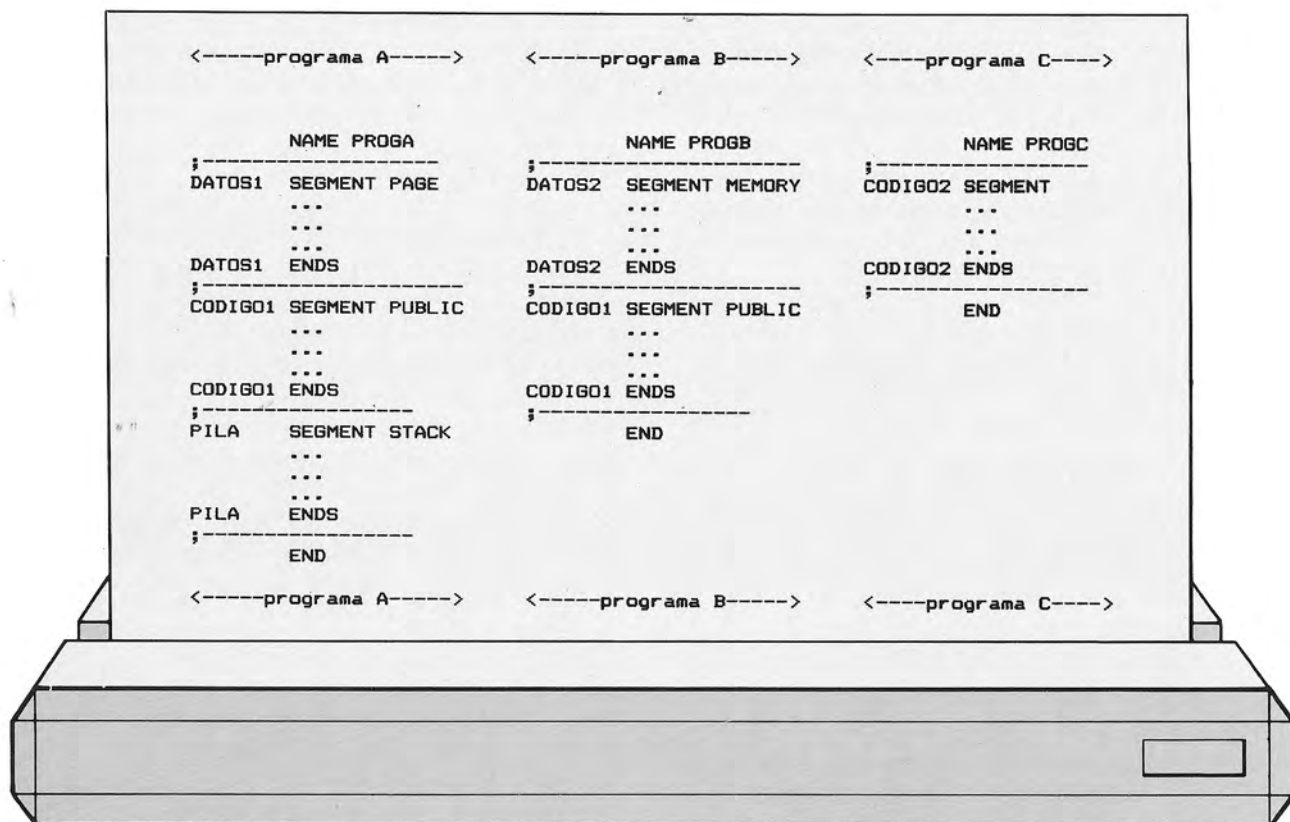 <-----programa A-----> <-----programa B-----> <----programa C---->
NAME PROGA NAME PROGB NAME PROGC
;------------------- ;--------------------- ;-----------------
DATOS1 SEGMENT PAGE DATOS2 SEGMENT MEMORY CODIGO2 SEGMENT
... ... ...
... ... ...
... ... ...
DATOS1 ENDS DATOS2 ENDS CODIGO2 ENDS
;--------------------- ;--------------------- ;-----------------
CODIGO1 SEGMENT PUBLIC CODIGO1 SEGMENT PUBLIC END
... ...
... ...
... ...
CODIGO1 ENDS CODIGO1 ENDS
;----------------- ;-----------------
PILA SEGMENT STACK END
...
...
...
PILA ENDS
;-----------------
END
<-----programa A-----> <-----programa B-----> <----programa C---->